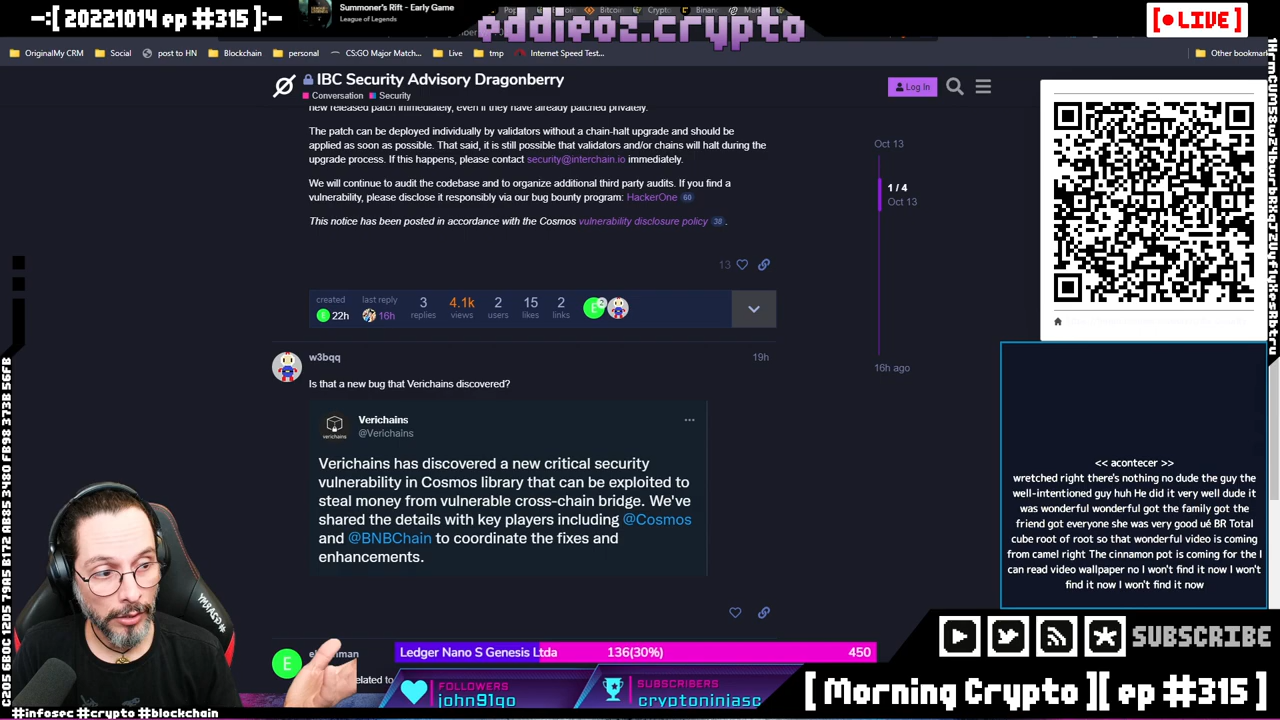 -:[ 20221014 ep #315]:-
Summoner's Rift - Early Game
League of Legends
eddieoz.crypto
[●LIVE]
OriginalMy CRM
Social
post to HN
Blockchain
personal
CS:GO Major Match...
Live
tmp
Internet Speed Test...
Other bookmar
IBC Security Advisory Dragonberry
Conversation
Security
Log In
new released patch immediately, even if they have already patched privately.
The patch can be deployed individually by validators without a chain-halt upgrade and should be
applied as soon as possible. That said, it is still possible that validators and/or chains will halt during the
upgrade process. If this happens, please contact security@interchain.io immediately.
We will continue to audit the codebase and to organize additional third party audits. If you find a
vulnerability, please disclose it responsibly via our bug bounty program: HackerOne 60
This notice has been posted in accordance with the Cosmos vulnerability disclosure policy 38 .
13
Oct 13
1 / 4
Oct 13
16h ago
created
22h
last reply
16h
3
replies
4.1k
views
2
users
15
likes
2
links
2
w3bqq
19h
Is that a new bug that Verichains discovered?
verichains
Verichains
@Verichains
Verichains has discovered a new critical security
vulnerability in Cosmos library that can be exploited to
steal money from vulnerable cross-chain bridge. We've
shared the details with key players including @Cosmos
and @BNBChain to coordinate the fixes and
enhancements.
related to
Ledger Nano S Genesis Ltda
136(30%)
450
FOLLOWERS
john91qo
SUBSCRIBERS
cryptoninjasc
<< acontecer >>
wretched right there's nothing no dude the guy the
well-intentioned guy huh He did it very well dude it
was wonderful wonderful got the family got the
friend got everyone she was very good ué BR Total
cube root of root so that wonderful video is coming
from camel right The cinnamon pot is coming for the I
can read video wallpaper no I won't find it now I won't
find it now I won't find it now
SUBSCRIBE
[ Morning Crypto ][ ep #315 ]
#infosec #crypto #blockchain